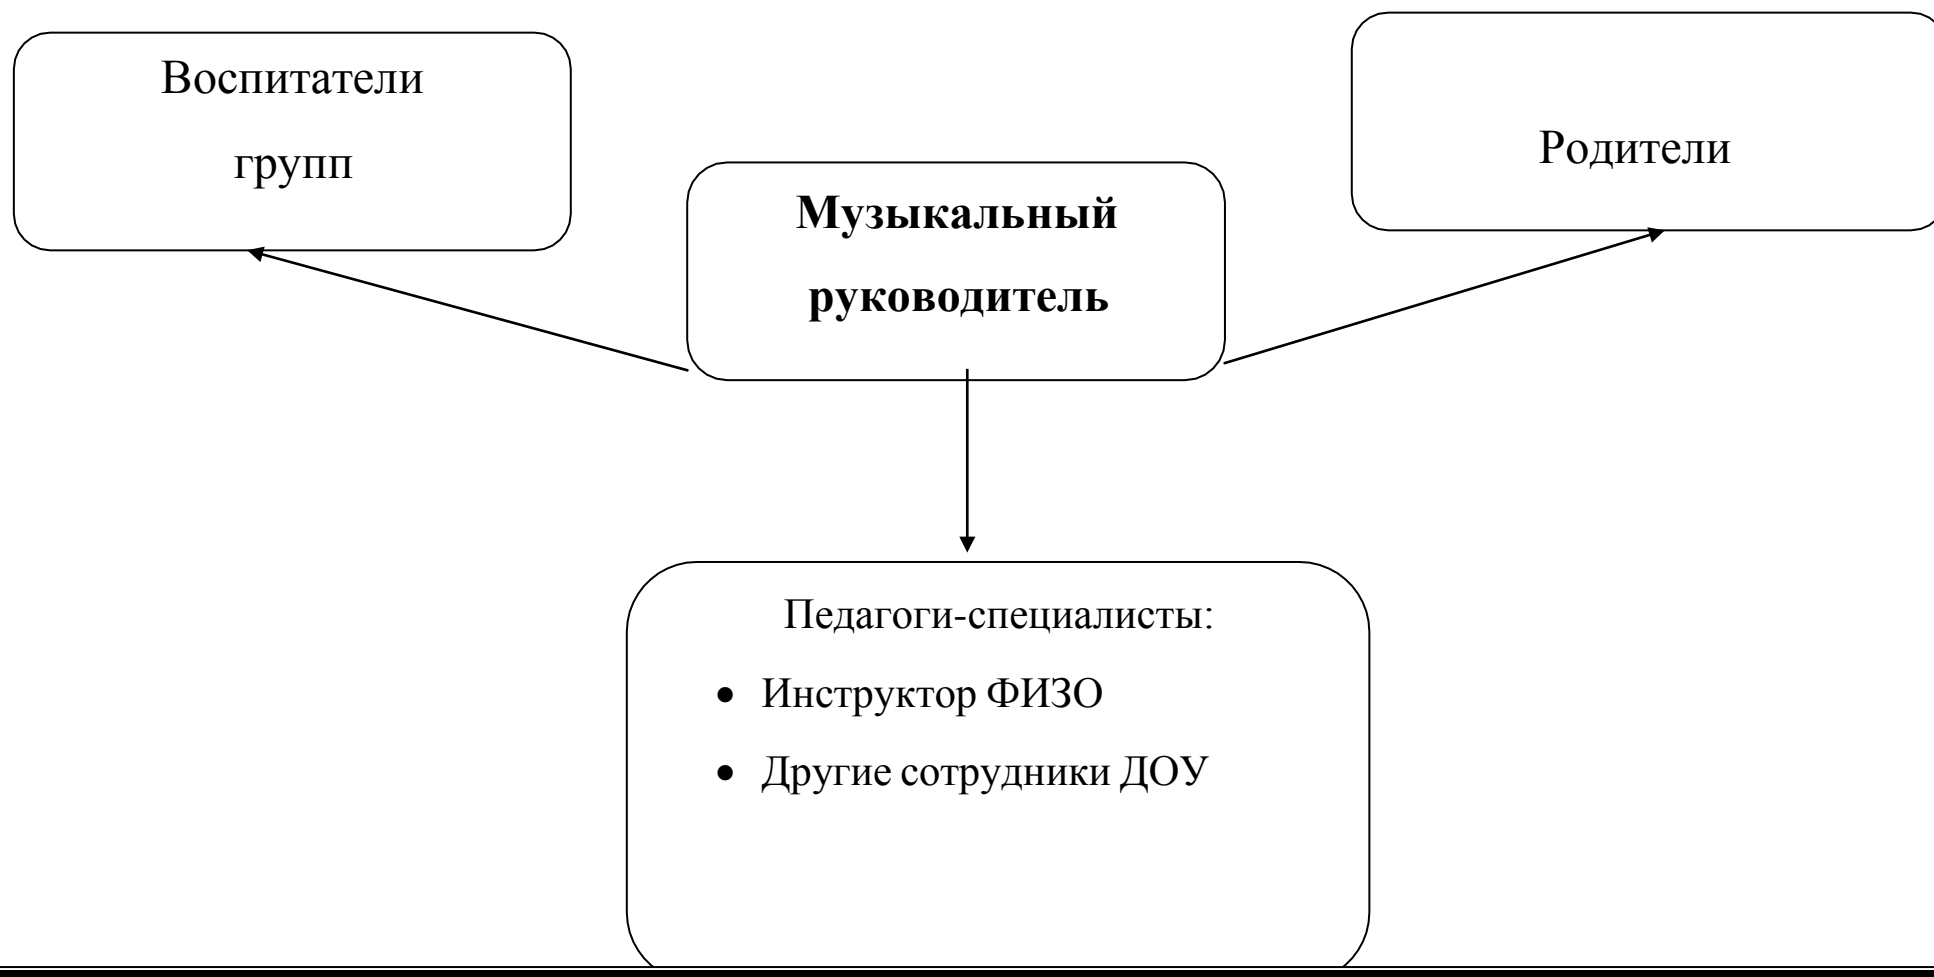 Воспитатели
групп
Родители
Музыкальный
руководитель
Педагоги-специалисты:
• Инструктор ФИЗО
• Другие сотрудники ДОУ